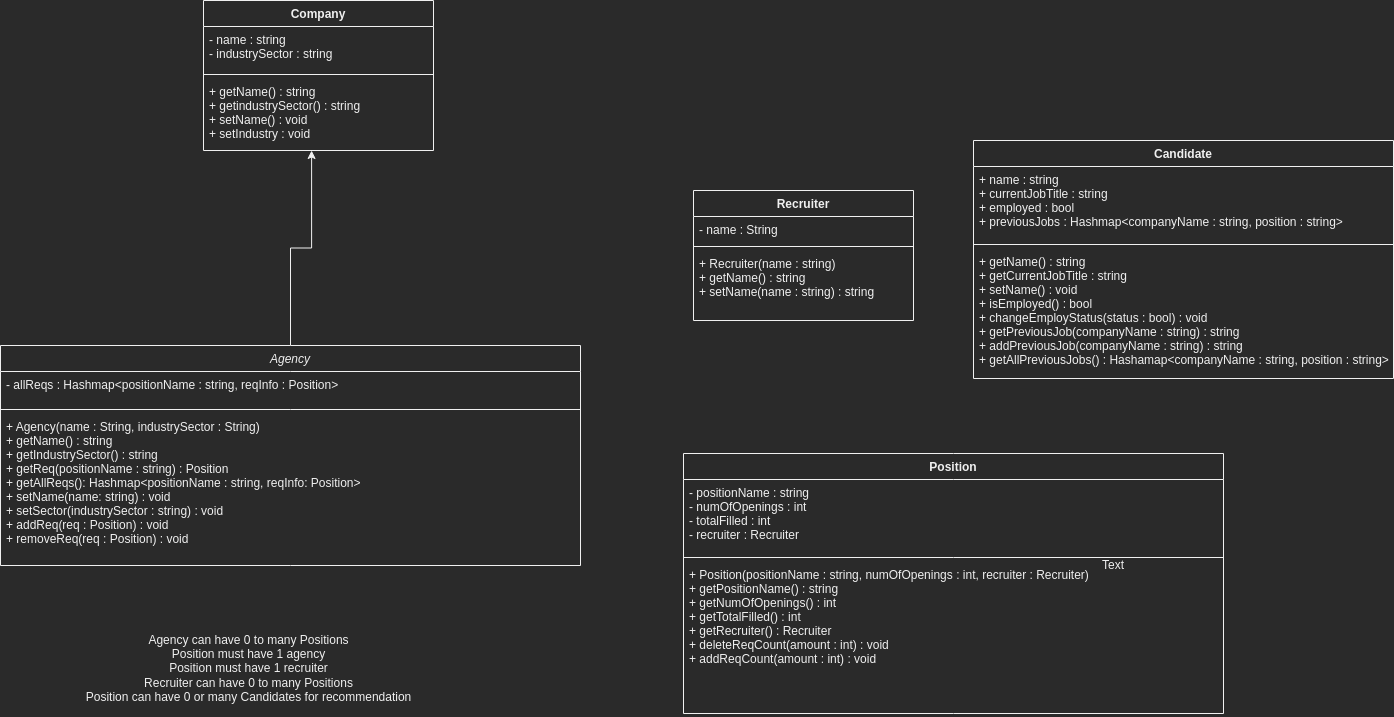 Company
- name : string
- industrySector : string
+ getName() : string
+ getindustrySector() : string
+ setName() : void
+ setIndustry : void
Recruiter
- name : String
+ Recruiter(name : string)
+ getName() : string
+ setName(name : string) : string
Candidate
+ name : string
+ currentJobTitle : string
+ employed : bool
+ previousJobs : Hashmap<companyName : string, position : string>
+ getName() : string
+ getCurrentJobTitle : string
+ setName() : void
+ isEmployed() : bool
+ changeEmployStatus(status : bool) : void
+ getPreviousJob(companyName : string) : string
+ addPreviousJob(companyName : string) : string
+ getAllPreviousJobs() : Hashamap<companyName : string, position : string>
Agency
- allReqs : Hashmap<positionName : string, reqInfo : Position>
+ Agency(name : String, industrySector : String)
+ getName() : string
+ getIndustrySector() : string
+ getReq(positionName : string) : Position
+ getAllReqs(): Hashmap<positionName : string, reqInfo: Position>
+ setName(name: string) : void
+ setSector(industrySector : string) : void
+ addReq(req : Position) : void
+ removeReq(req : Position) : void
Position
- positionName : string
- numOfOpenings : int
- totalFilled : int
- recruiter : Recruiter
Text
+ Position(positionName : string, numOfOpenings : int, recruiter : Recruiter)
+ getPositionName() : string
+ getNumOfOpenings() : int
+ getTotalFilled() : int
+ getRecruiter() : Recruiter
+ deleteReqCount(amount : int) : void
+ addReqCount(amount : int) : void
Agency can have 0 to many Positions
Position must have 1 agency
Position must have 1 recruiter
Recruiter can have 0 to many Positions
Position can have 0 or many Candidates for recommendation